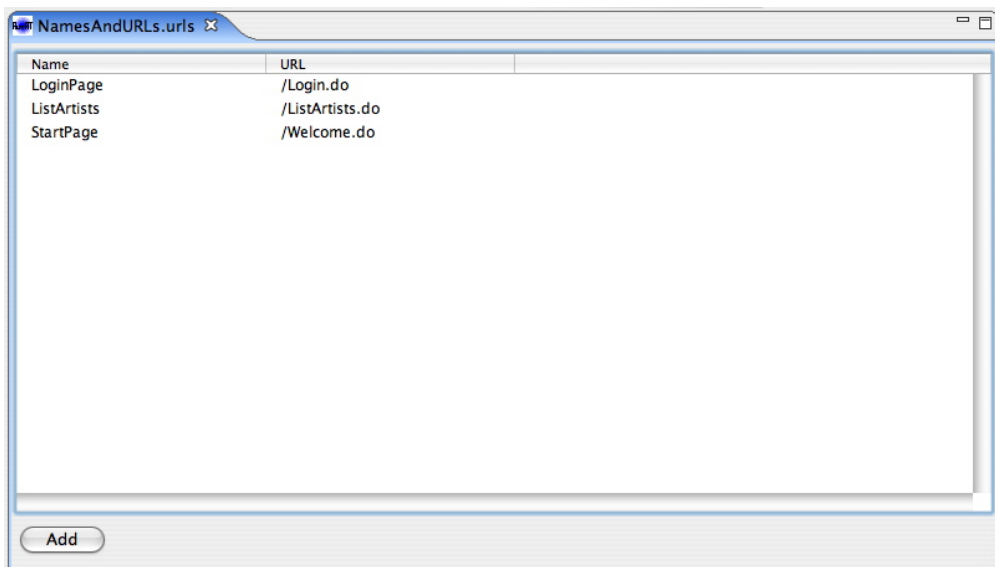 NamesAndURLs.urls
Name URL
LoginPage /Login.do
ListArtists /ListArtists.do
StartPage /Welcome.do
Add